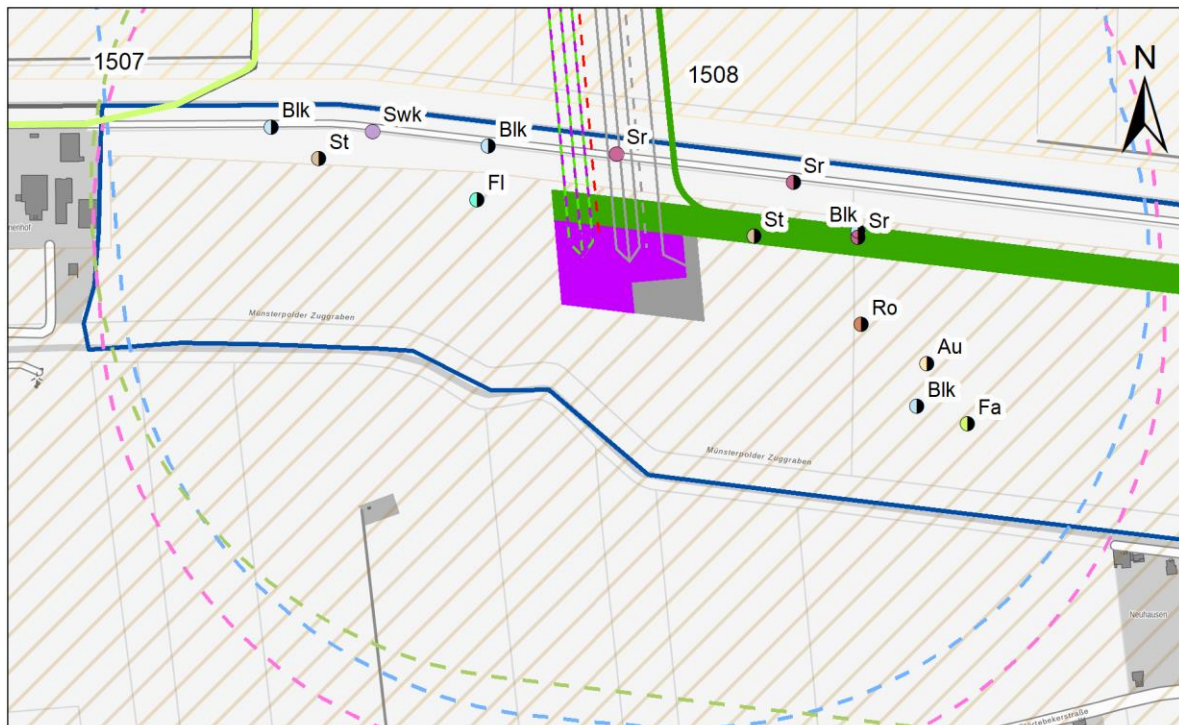 1507
1508
N
Blk
Swk
Blk
Sr
St
Sr
Fl
St
Blk
Sr
nenhof
Münsterpolder Zuggraben
Ro
Au
Blk
Fa
Münsterpolder Zuggraben
Neuhausen